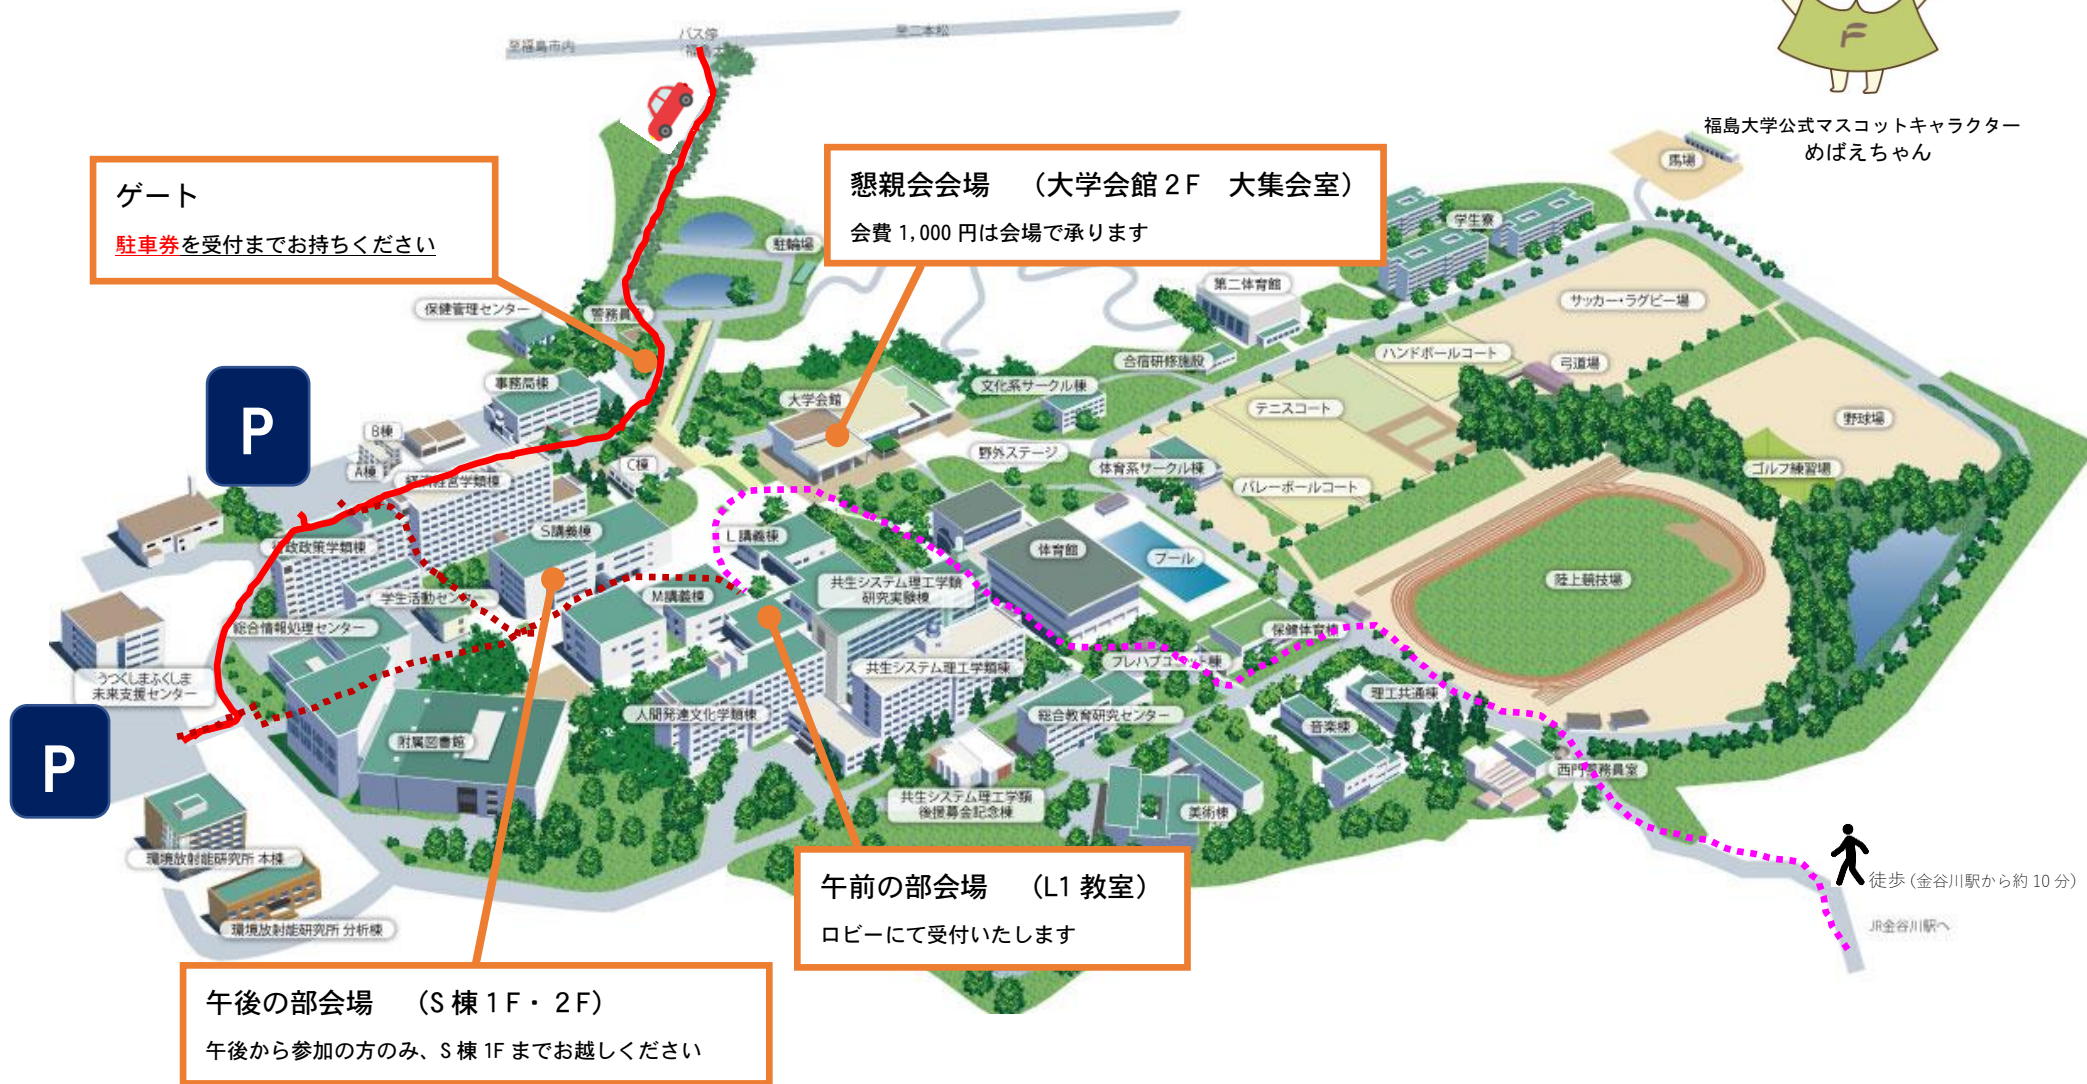 至福島市内
バス停
至二本松
F
福島大学公式マスコットキャラクター
めばえちゃん
ゲート
駐車券を受付までお持ちください
懇親会会場　（大学会館２F　大集会室）
会費 1,000 円は会場で承ります
馬場
学生寮
駐輪場
第二体育館
サッカー・ラグビー場
保健管理センター
警務員
合宿研修施設
ハンドボールコート
弓道場
事務局棟
大学会館
文化系サークル棟
テニスコート
野球場
P
B棟
A棟
経済経営学類棟
C棟
野外ステージ
体育系サークル棟
バレーボールコート
ゴルフ練習場
行政政策学類棟
S講義棟
L講義棟
体育館
プール
陸上競技場
学生活動センター
M講義棟
共生システム理工学類
研究実験棟
総合情報処理センター
保健体育棟
うつくしまふくしま
未来支援センター
共生システム理工学類棟
プレハブユニット棟
理工共通棟
人間発達文化学類棟
総合教育研究センター
音楽棟
附属図書館
P
西門警務員室
共生システム理工学類
後援募金記念棟
美術棟
環境放射能研究所 本棟
環境放射能研究所 分析棟
午前の部会場　（L1 教室）
ロビーにて受付いたします
徒歩 (金谷川駅から約 10 分)
JR金谷川駅へ
午後の部会場　（S 棟１F・２F）
午後から参加の方のみ、S 棟 1F までお越しください